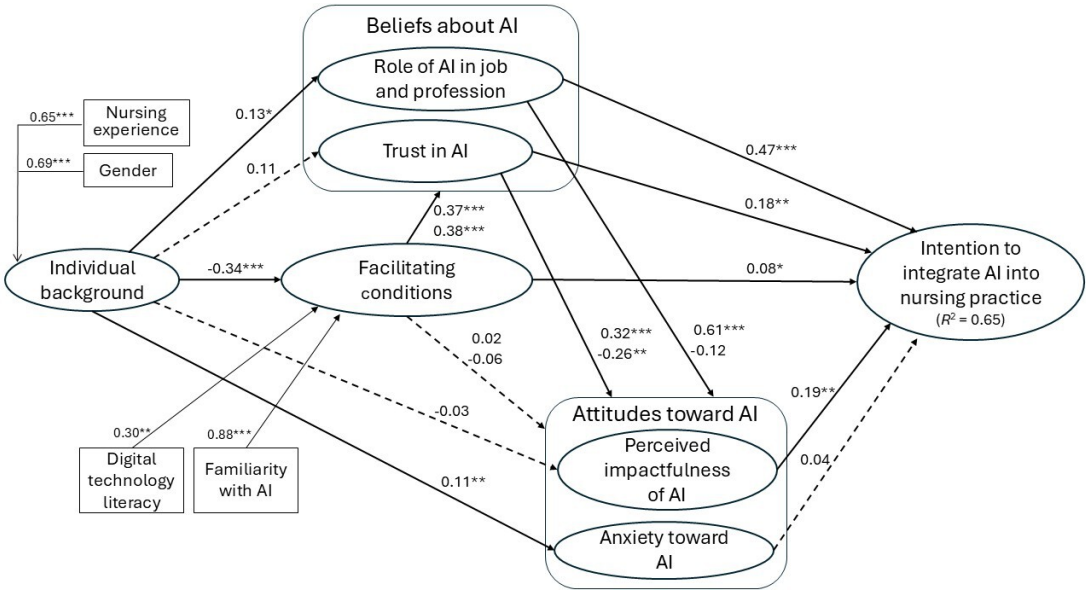 Beliefs about AI
Role of AI in job
and profession
Trust in AI
Nursing
experience
Gender
0.65***
0.69***
0.13*
0.11
0.37***
0.38***
0.47***
0.18**
Individual
background
-0.34***
Facilitating
conditions
0.08*
Intention to
integrate AI into
nursing practice
(R² = 0.65)
0.02
-0.06
0.32***
-0.26**
0.61***
-0.12
-0.03
0.11**
0.19**
0.04
0.30**
0.88***
Digital
technology
literacy
Familiarity
with AI
Attitudes toward AI
Perceived
impactfulness
of AI
Anxiety toward
AI